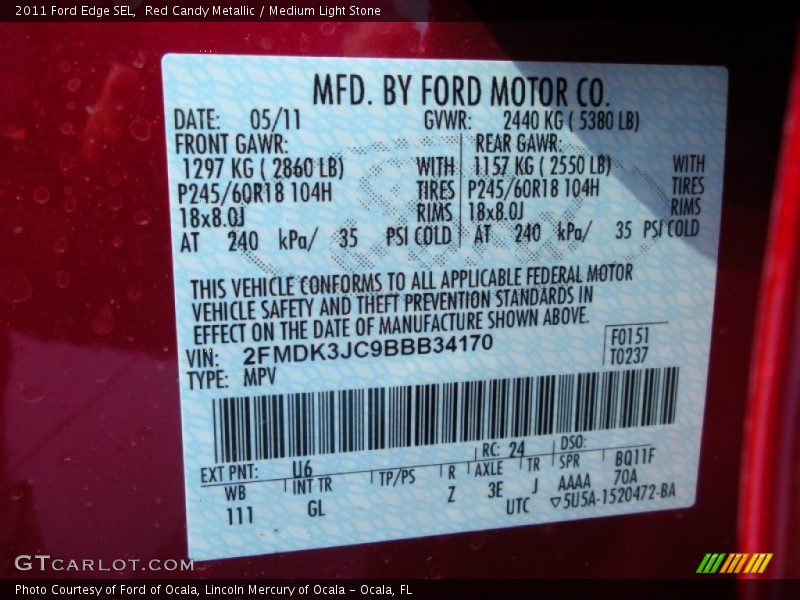 2011 Ford Edge SEL,  Red Candy Metallic / Medium Light Stone
MFD. BY FORD MOTOR CO.
DATE: 05/11 GVWR: 2440 KG ( 5380 LB)
FRONT GAWR: REAR GAWR:
1297 KG ( 2860 LB) WITH 1157 KG ( 2550 LB) WITH
P245/60R18 104H TIRES P245/60R18 104H TIRES
18x8.0J RIMS 18x8.0J RIMS
AT 240 kPa/ 35 PSI COLD AT 240 kPa/ 35 PSI COLD
THIS VEHICLE CONFORMS TO ALL APPLICABLE FEDERAL MOTOR
VEHICLE SAFETY AND THEFT PREVENTION STANDARDS IN
EFFECT ON THE DATE OF MANUFACTURE SHOWN ABOVE.
VIN: 2FMDK3JC9BBB34170 F0151
TYPE: MPV T0237
EXT PNT: U6 RC: 24 DSO:
WB INT TR TP/PS R AXLE TR SPR BQ11F
111 GL Z 3E J AAAA 70A
UTC ▽5U5A-1520472-BA
GTCARLOT.COM
Photo Courtesy of Ford of Ocala, Lincoln Mercury of Ocala - Ocala, FL